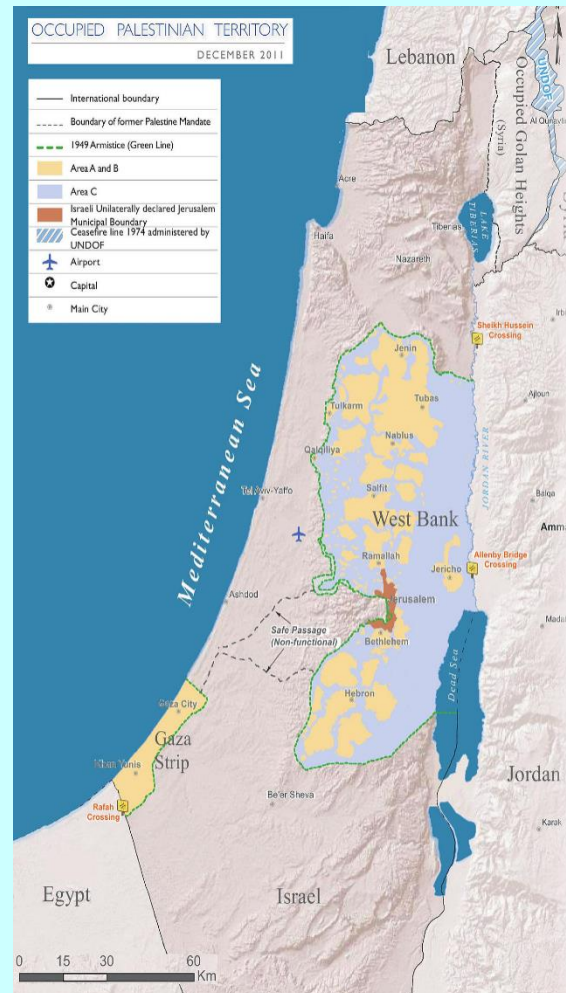 OCCUPIED PALESTINIAN TERRITORY
DECEMBER 2011
International boundary
Boundary of former Palestine Mandate
1949 Armistice (Green Line)
Area A and B
Area C
Israeli Unilaterally declared Jerusalem
Municipal Boundary
Ceasefire line 1974 administered by
UNDOF
Airport
Capital
Main City
Lebanon
UNDOF
Occupied Golan Heights
(Syria)
Acre
Haifa
Tiberias
LAKE
TIBERIAS
Nazareth
Sheikh Hussein
Crossing
Jenin
Tubas
Tulkarm
Ajloun
Nablus
Qalqiliya
JORDAN RIVER
Mediterranean Sea
Tel Aviv-Yaffo
Salfit
Balqa
West Bank
Ramallah
Jericho
Allenby Bridge
Crossing
Ashdod
Jerusalem
Safe Passage
(Non-functional)
Bethlehem
Dead Sea
Hebron
Gaza City
Gaza
Strip
Khan Yunis
Jordan
Rafah
Crossing
Be'er Sheva
Karak
Egypt
Israel
0 15 30 60
Km